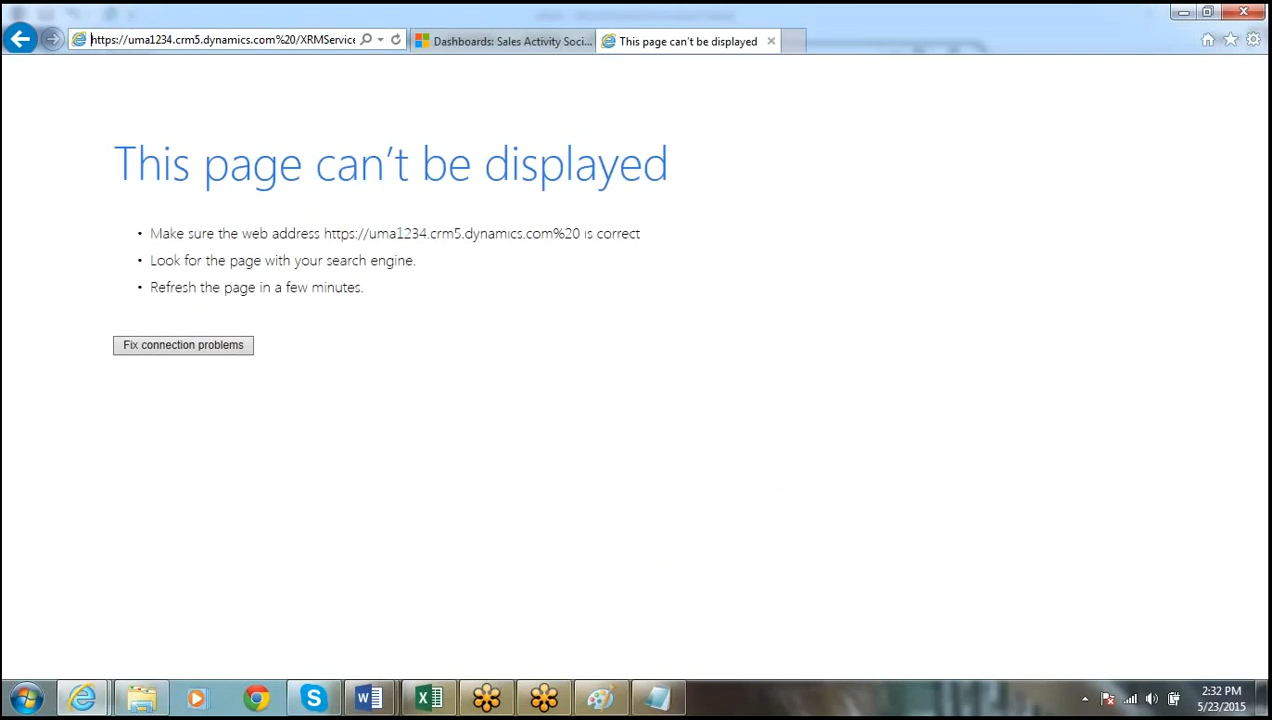 https://uma1234.crm5.dynamics.com%20/XRMService
Dashboards: Sales Activity Soci...
This page can't be displayed
This page can't be displayed
• Make sure the web address https://uma1234.crm5.dynamics.com%20 is correct
• Look for the page with your search engine.
• Refresh the page in a few minutes.
Fix connection problems
2:32 PM
5/23/2015